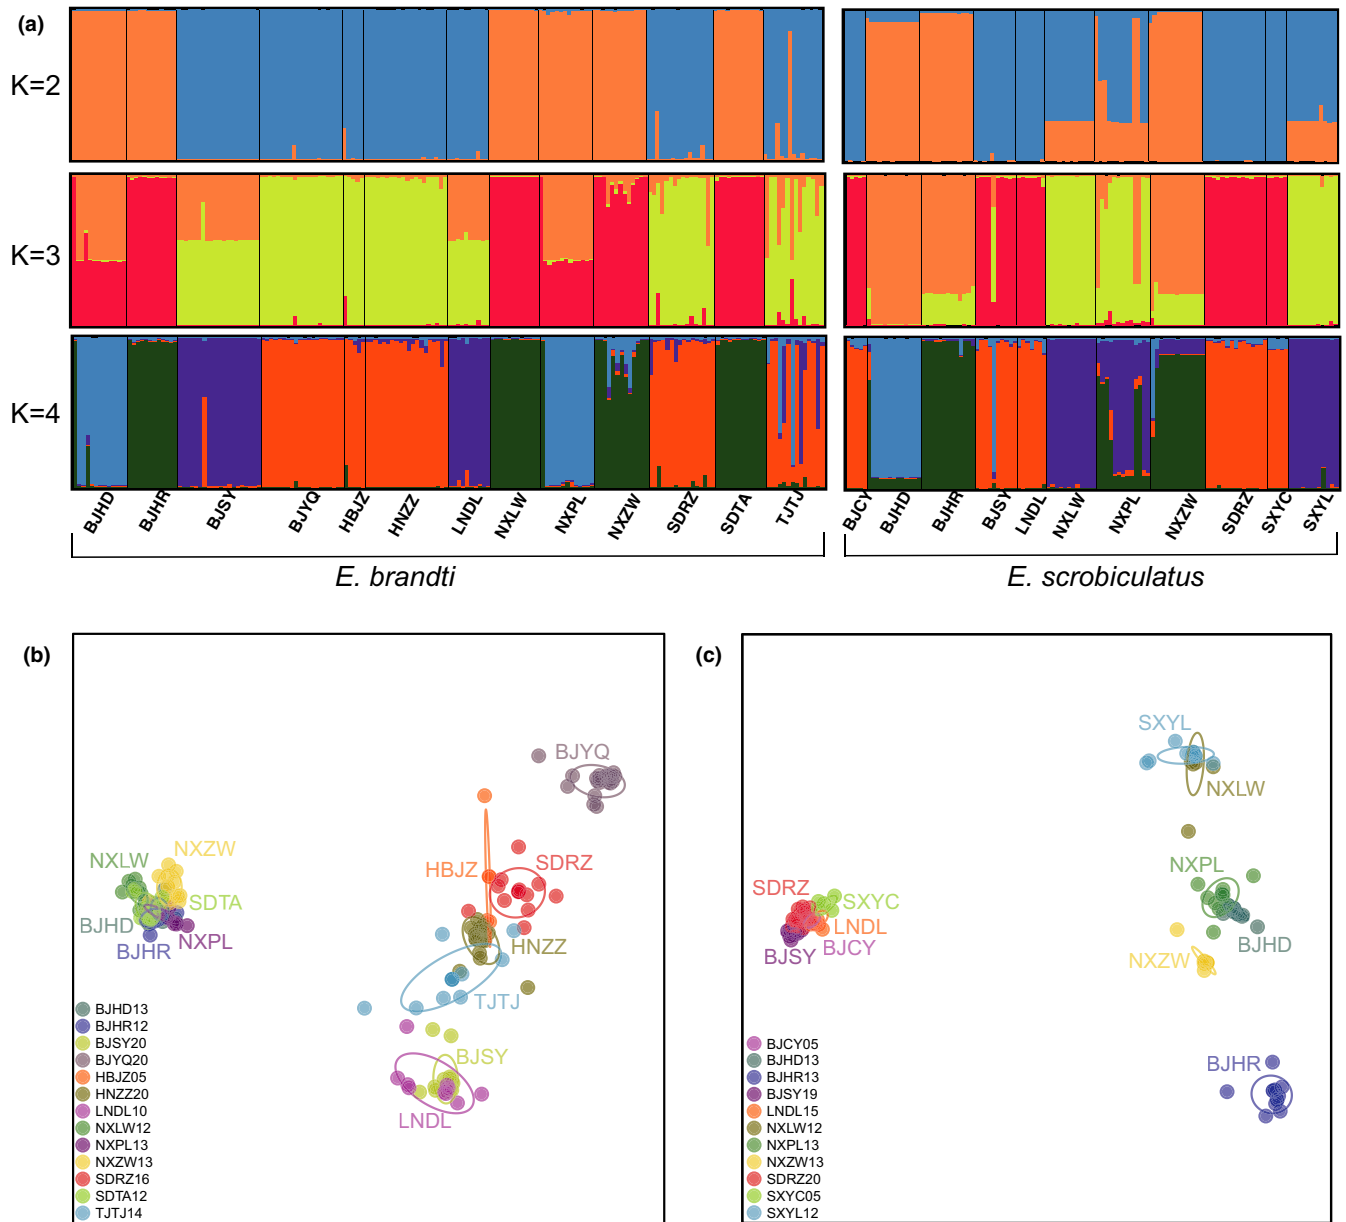 (a)
K=2
K=3
K=4
BJHD BJHR BJSY BJYQ HBJZ HNZZ LNDL NXLW NXPL NXZW SDRZ SDTA TJTJ
BJCY BJHD BJHR BJSY LNDL NXLW NXPL NXZW SDRZ SXYC SXYL
E. brandti
E. scrobiculatus
(b)
BJYQ
NXZW
NXLW
HBJZ
SDRZ
SDTA
BJHD
NXPL
BJHR
HNZZ
TJTJ
BJSY
LNDL
BJHD13
BJHR12
BJSY20
BJYQ20
HBJZ05
HNZZ20
LNDL10
NXLW12
NXPL13
NXZW13
SDRZ16
SDTA12
TJTJ14
(c)
SXYL
NXLW
NXPL
SDRZ
SXYC
LNDL
BJCY
BJSY
BJHD
NXZW
BJHR
BJCY05
BJHD13
BJHR13
BJSY19
LNDL15
NXLW12
NXPL13
NXZW13
SDRZ20
SXYC05
SXYL12